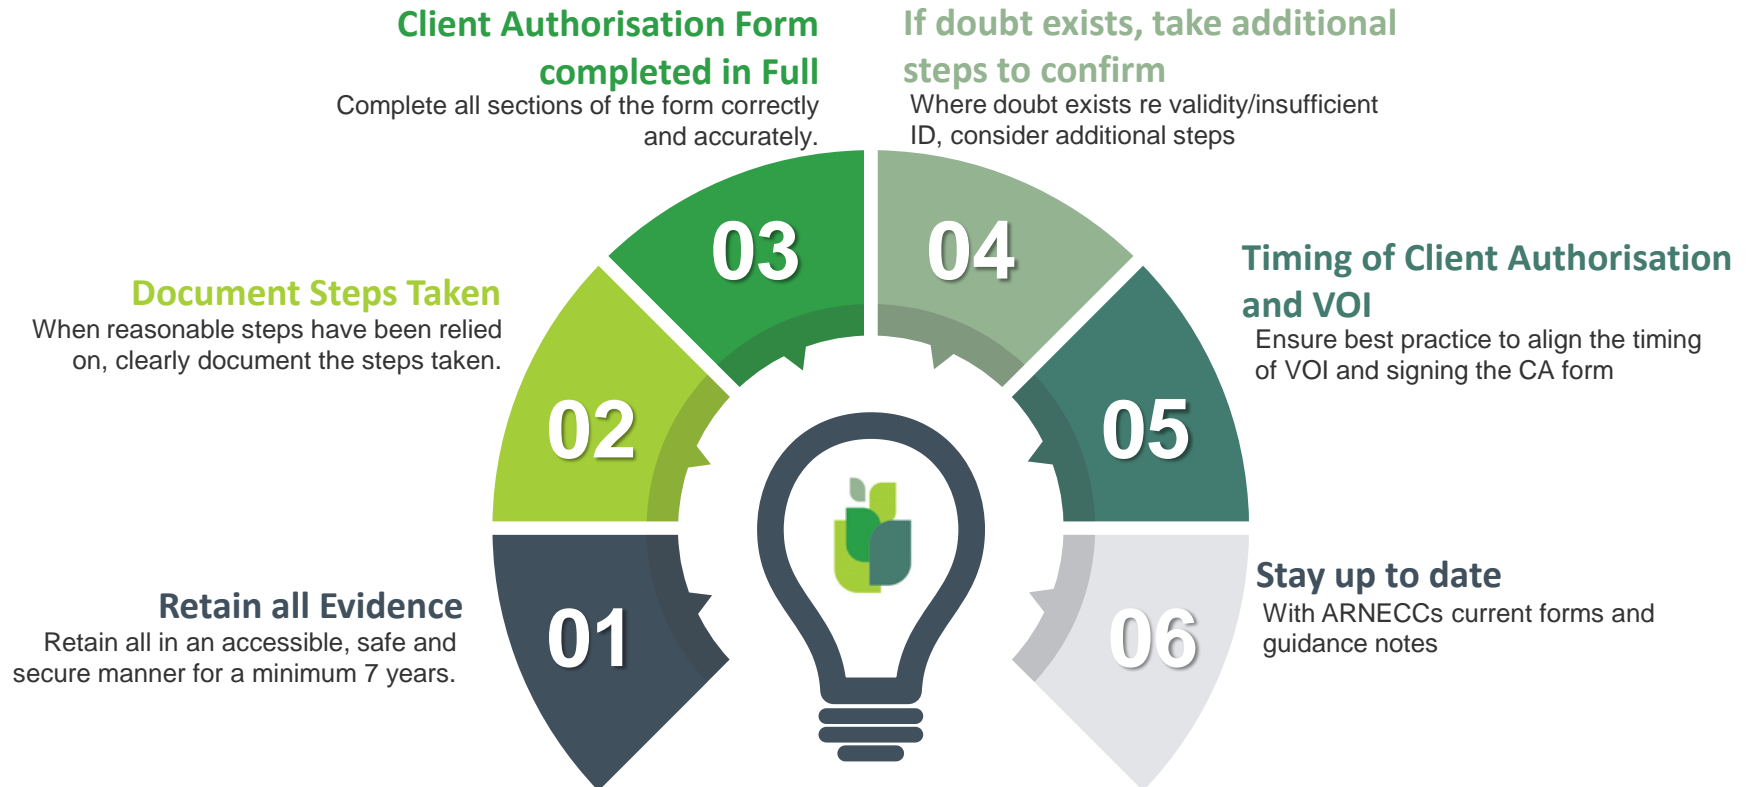 Client Authorisation Form
completed in Full
Complete all sections of the form correctly
and accurately.
If doubt exists, take additional
steps to confirm
Where doubt exists re validity/insufficient
ID, consider additional steps
03
04
Document Steps Taken
When reasonable steps have been relied
on, clearly document the steps taken.
02
Timing of Client Authorisation
and VOI
Ensure best practice to align the timing
of VOI and signing the CA form
05
Retain all Evidence
Retain all in an accessible, safe and
secure manner for a minimum 7 years.
01
Stay up to date
With ARNECCs current forms and
guidance notes
06